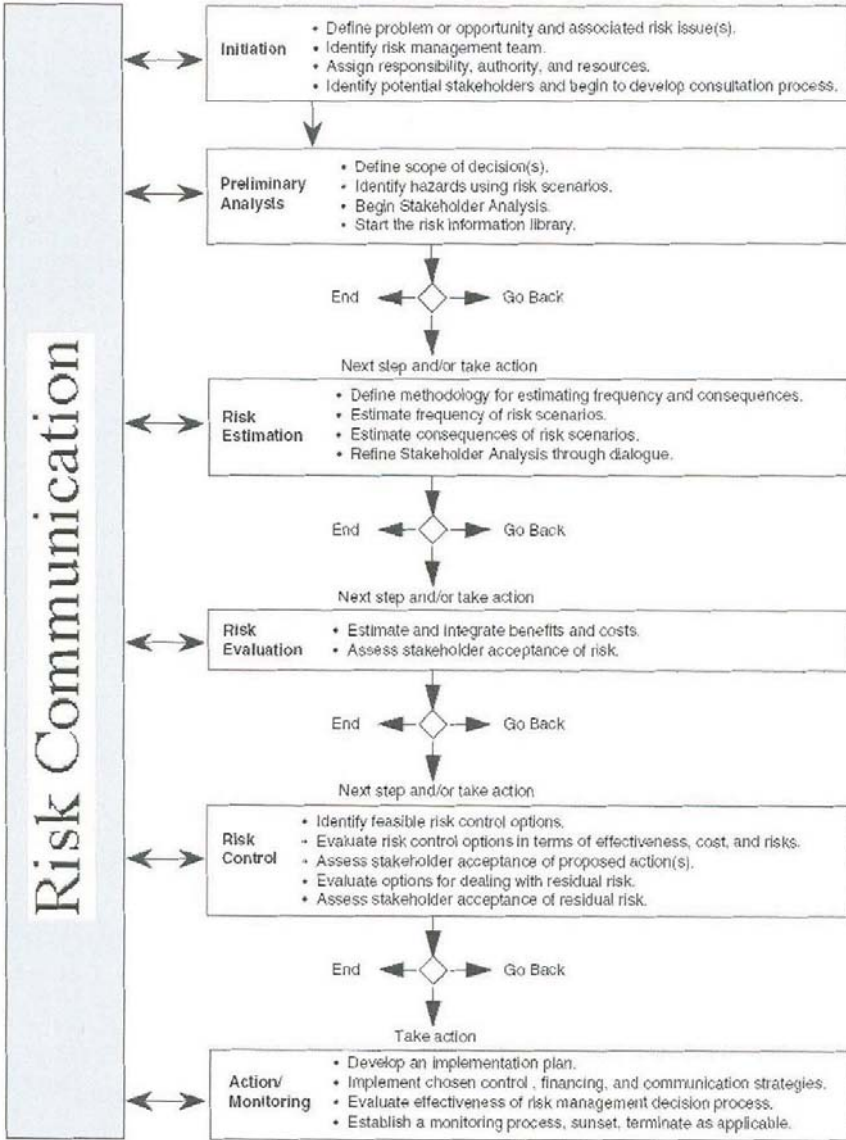 Risk Communication
Initiation
• Define problem or opportunity and associated risk issue(s).
• Identify risk management team.
• Assign responsibility, authority, and resources.
• Identify potential stakeholders and begin to develop consultation process.
Preliminary
Analysis
• Define scope of decision(s).
• Identify hazards using risk scenarios.
• Begin Stakeholder Analysis.
• Start the risk information library.
End
Go Back
Next step and/or take action
Risk
Estimation
• Define methodology for estimating frequency and consequences.
• Estimate frequency of risk scenarios.
• Estimate consequences of risk scenarios.
• Refine Stakeholder Analysis through dialogue.
End
Go Back
Next step and/or take action
Risk
Evaluation
• Estimate and integrate benefits and costs.
• Assess stakeholder acceptance of risk.
End
Go Back
Next step and/or take action
Risk
Control
• Identify feasible risk control options.
• Evaluate risk control options in terms of effectiveness, cost, and risks.
• Assess stakeholder acceptance of proposed action(s).
• Evaluate options for dealing with residual risk.
• Assess stakeholder acceptance of residual risk.
End
Go Back
Take action
Action/
Monitoring
• Develop an implementation plan.
• Implement chosen control , financing, and communication strategies.
• Evaluate effectiveness of risk management decision process.
• Establish a monitoring process, sunset, terminate as applicable.